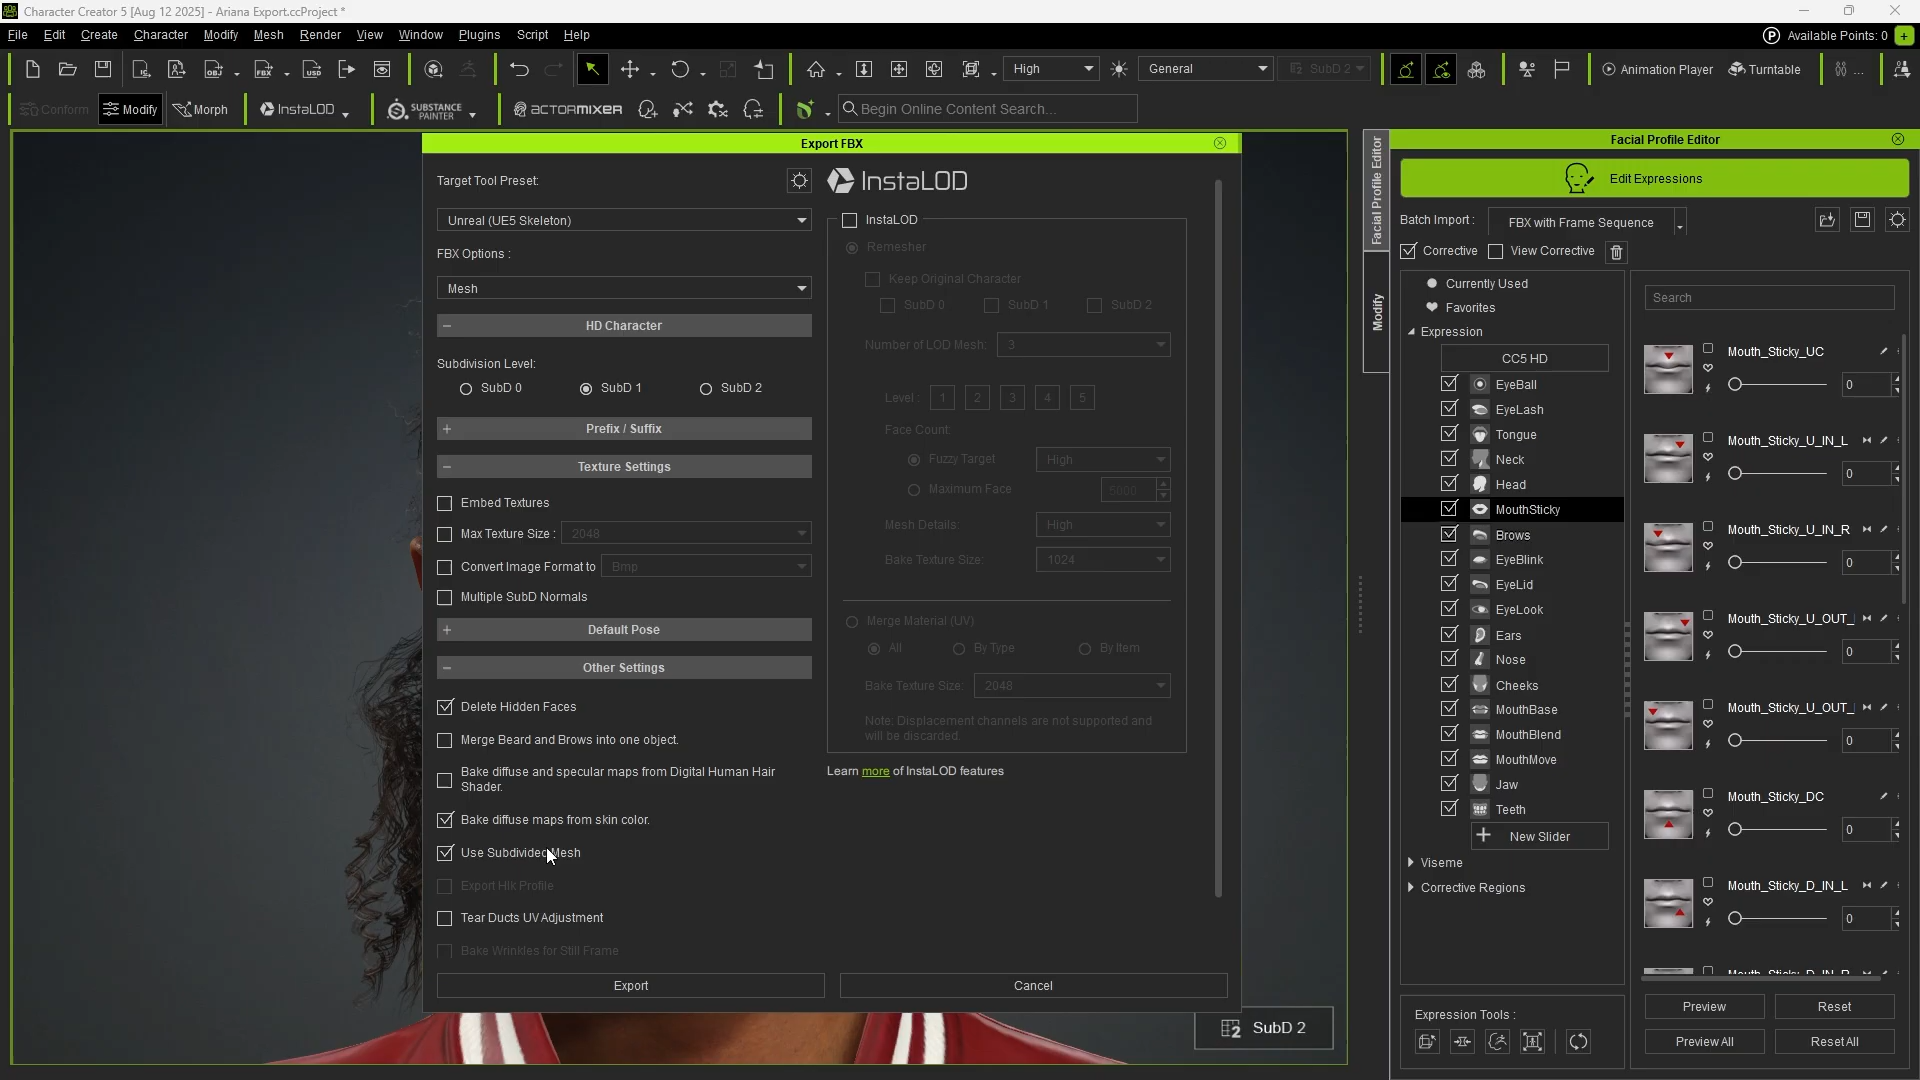 Character Creator 5 [Aug 12 2025] - Ariana Export.ccProject *
File Edit Create Character Modify Mesh Render View Window Plugins Script Help
Available Points: 0
High General SubD 2 Animation Player Turntable ...
Conform Modify Morph InstaLOD SUBSTANCE PAINTER ACTORMIXER Begin Online Content Search...
Export FBX
Target Tool Preset:
Unreal (UE5 Skeleton)
FBX Options :
Mesh
HD Character
Subdivision Level:
SubD 0 SubD 1 SubD 2
Prefix / Suffix
Texture Settings
Embed Textures
Max Texture Size : 2048
Convert Image Format to Bmp
Multiple SubD Normals
Default Pose
Other Settings
Delete Hidden Faces
Merge Beard and Brows into one object.
Bake diffuse and specular maps from Digital Human Hair
Shader.
Bake diffuse maps from skin color.
Use Subdivided Mesh
Export Hik Profile
Tear Ducts UV Adjustment
Bake Wrinkles for Still Frame
InstaLOD
InstaLOD
Remesher
Keep Original Character
SubD 0 SubD 1 SubD 2
Number of LOD Mesh: 3
Level : 1 2 3 4 5
Face Count:
Fuzzy Target High
Maximum Face 5000
Mesh Details: High
Bake Texture Size: 1024
Merge Material (UV)
All By Type By Item
Bake Texture Size: 2048
Note: Displacement channels are not supported and
will be discarded.
Learn more of InstaLOD features
Export Cancel
2 SubD 2
Facial Profile Editor
Modify
Facial Profile Editor
Edit Expressions
Batch Import : FBX with Frame Sequence
Corrective View Corrective
Currently Used
Favorites
Expression
CC5 HD
EyeBall
EyeLash
Tongue
Neck
Head
MouthSticky
Brows
EyeBlink
EyeLid
EyeLook
Ears
Nose
Cheeks
MouthBase
MouthBlend
MouthMove
Jaw
Teeth
New Slider
Viseme
Corrective Regions
Search
Mouth_Sticky_UC
0
Mouth_Sticky_U_IN_L
0
Mouth_Sticky_U_IN_R
0
Mouth_Sticky_U_OUT_
0
Mouth_Sticky_U_OUT_
0
Mouth_Sticky_DC
0
Mouth_Sticky_D_IN_L
0
Mouth_Sticky_D_IN_R
Expression Tools :
Preview Reset
Preview All Reset All